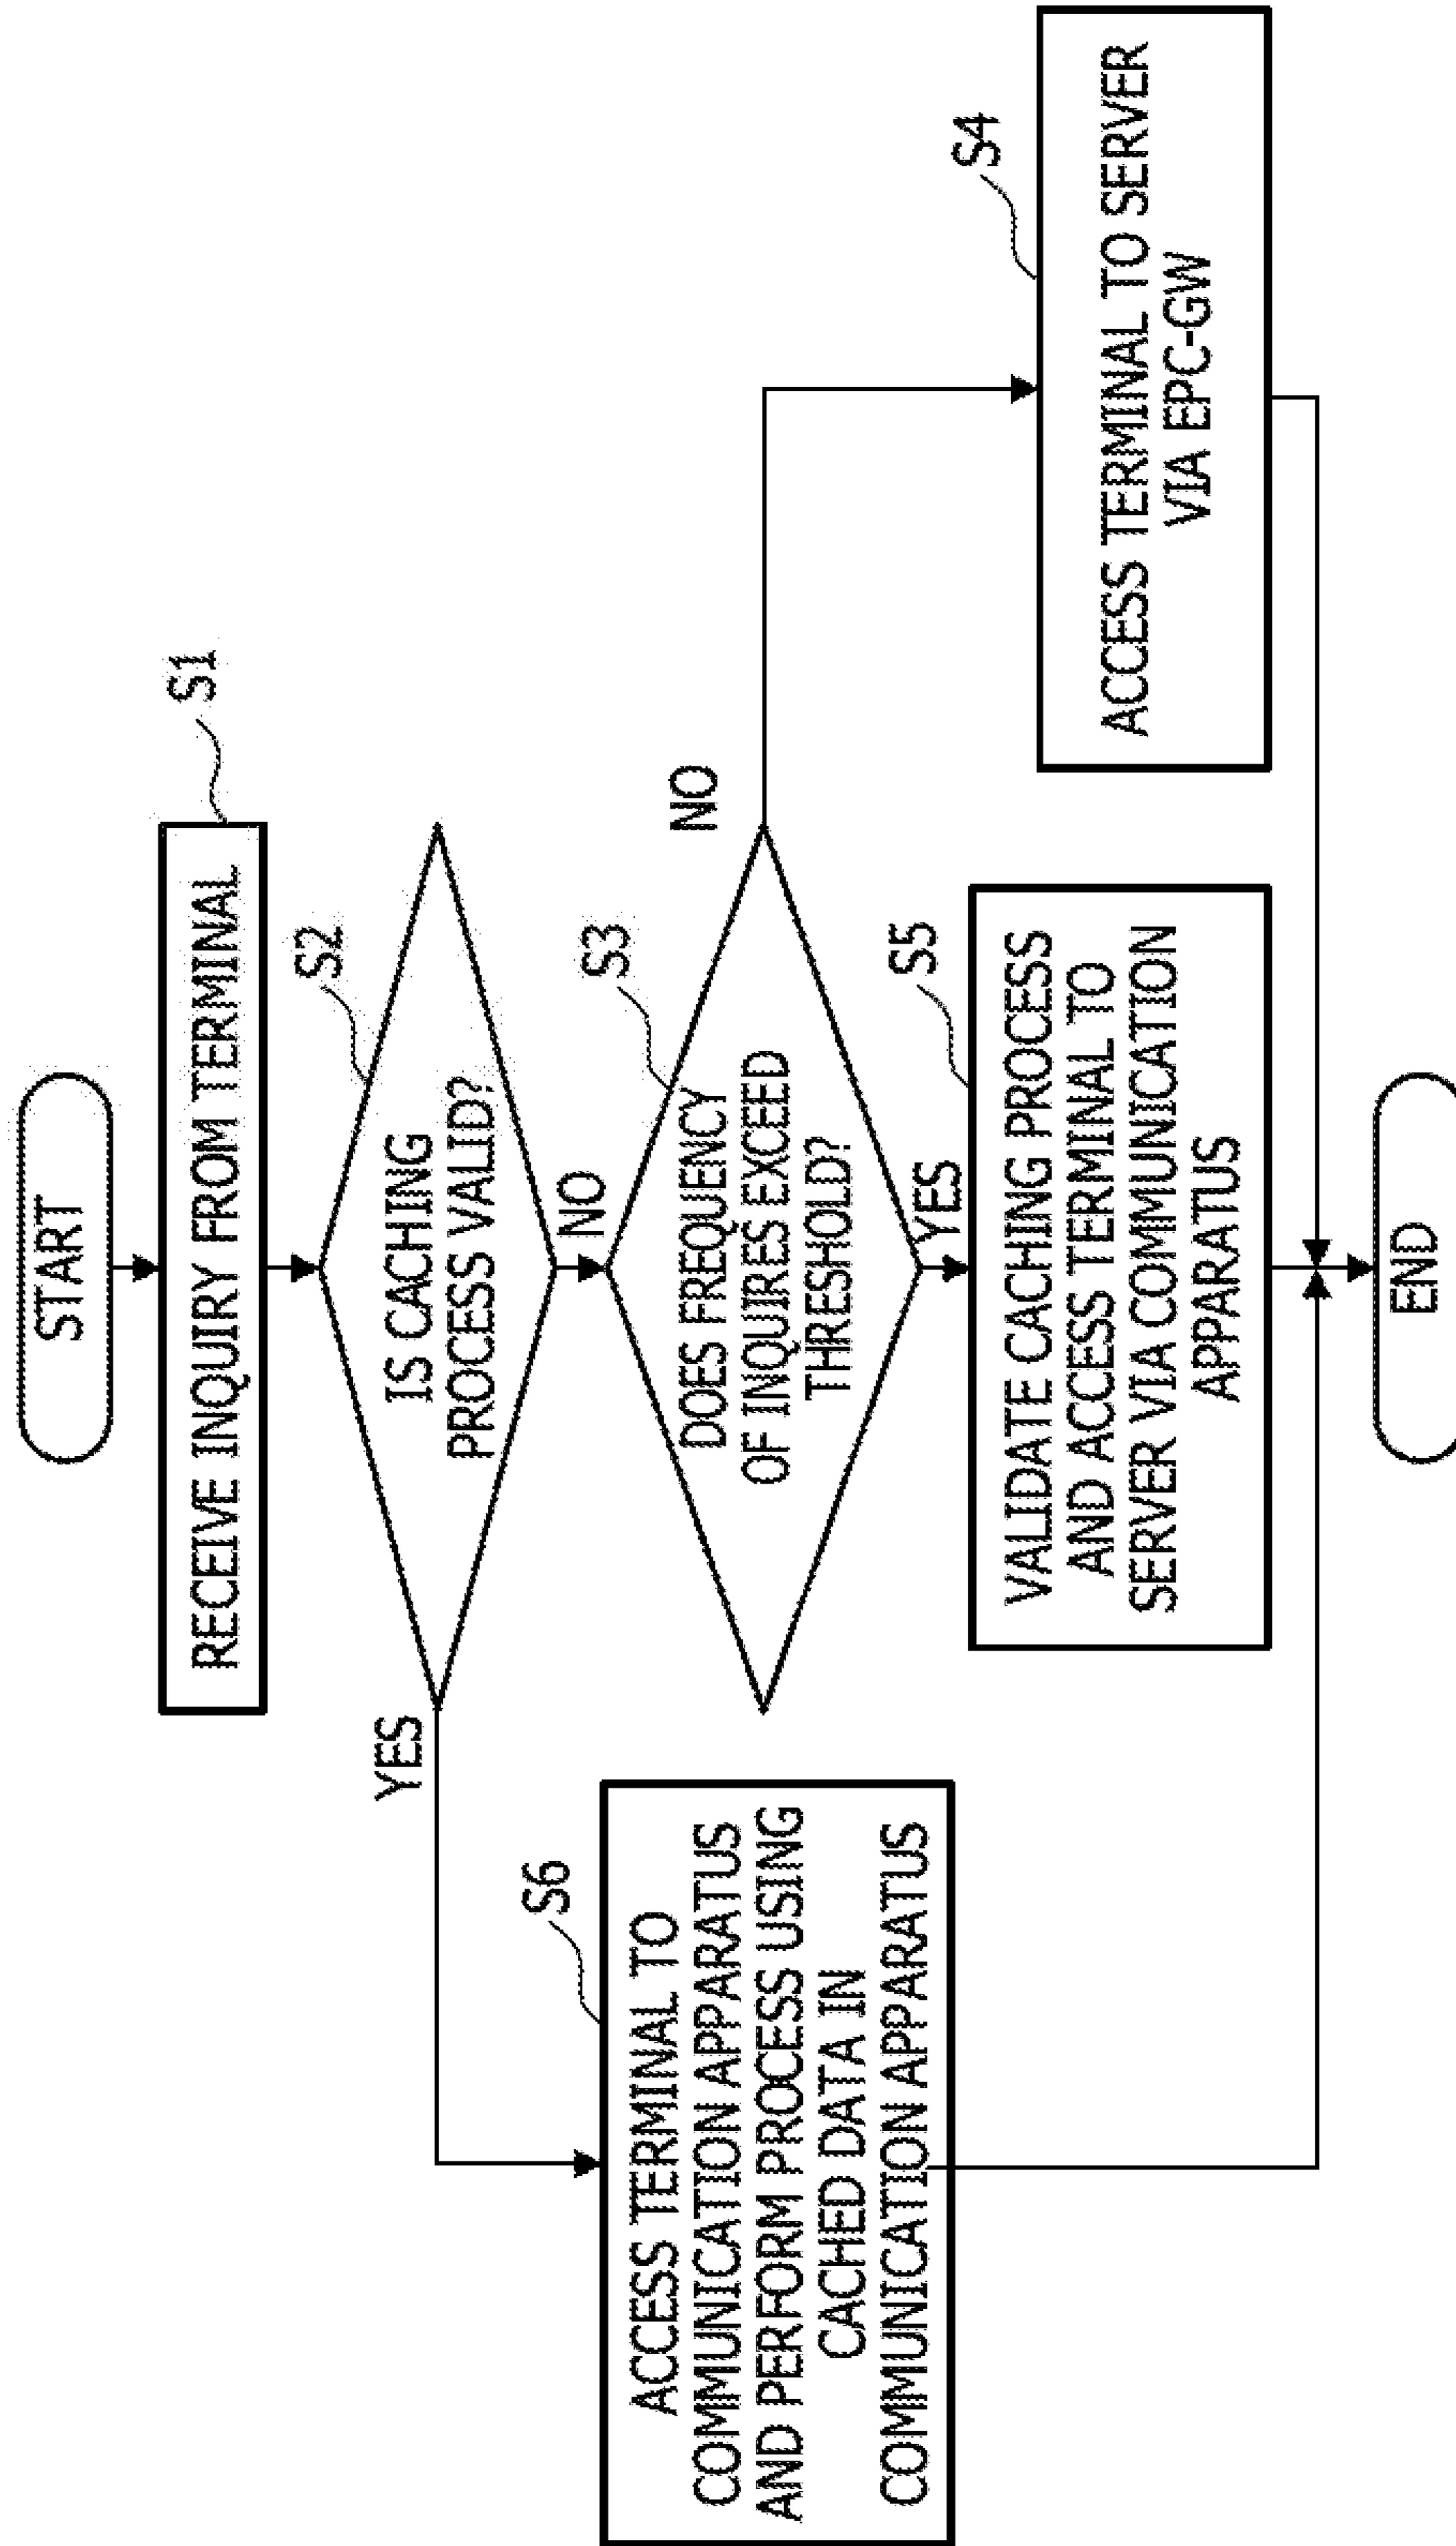 START
S1
RECEIVE INQUIRY FROM TERMINAL
S2
IS CACHING
PROCESS VALID?
YES
NO
S3
DOES FREQUENCY
OF INQUIRES EXCEED
THRESHOLD?
NO
YES
S6
ACCESS TERMINAL TO
COMMUNICATION APPARATUS
AND PERFORM PROCESS USING
CACHED DATA IN
COMMUNICATION APPARATUS
S5
VALIDATE CACHING PROCESS
AND ACCESS TERMINAL TO
SERVER VIA COMMUNICATION
APPARATUS
S4
ACCESS TERMINAL TO SERVER
VIA EPC-GW
END